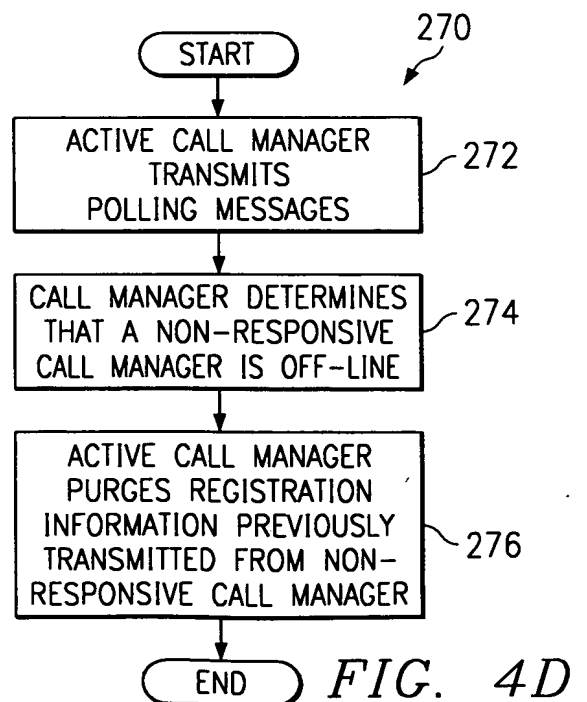 START
270
ACTIVE CALL MANAGER
TRANSMITS
POLLING MESSAGES
272
CALL MANAGER DETERMINES
THAT A NON-RESPONSIVE
CALL MANAGER IS OFF-LINE
274
ACTIVE CALL MANAGER
PURGES REGISTRATION
INFORMATION PREVIOUSLY
TRANSMITTED FROM NON-
RESPONSIVE CALL MANAGER
276
END
FIG. 4D